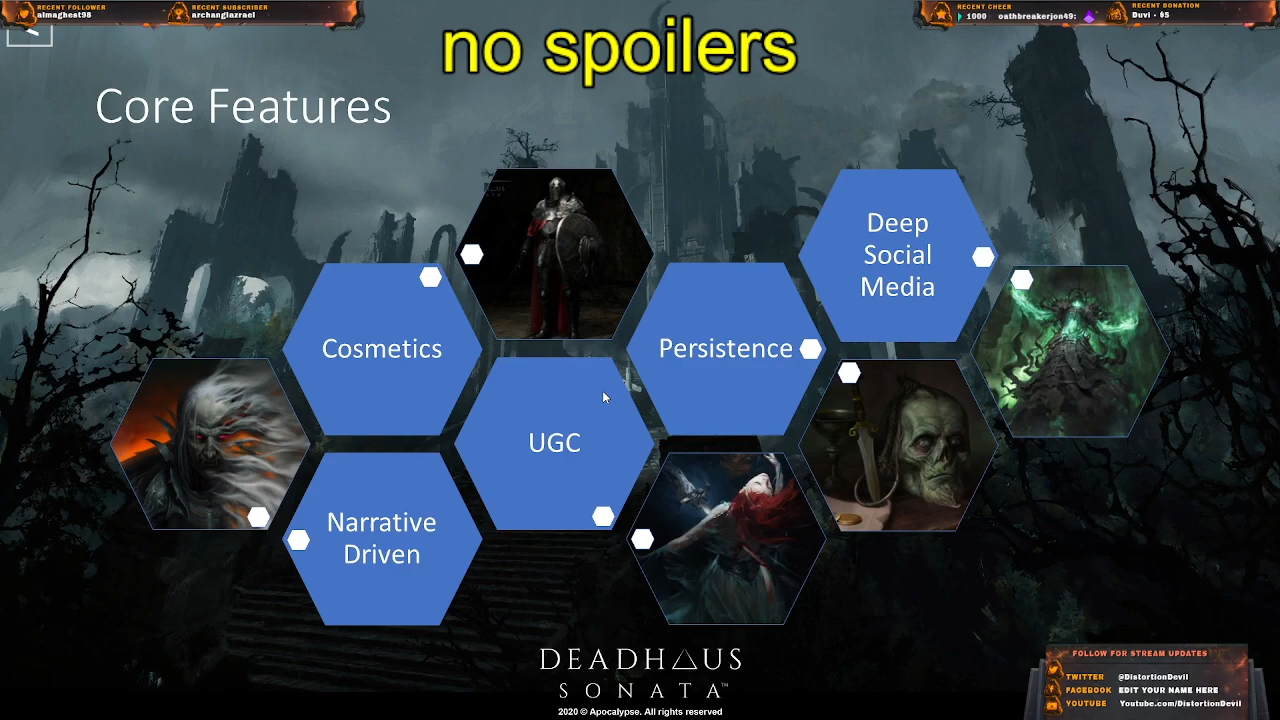 RECENT FOLLOWER
almaghest98
RECENT SUBSCRIBER
archanglazrael
RECENT CHEER
1000 oathbreakerjon49:
RECENT DONATION
Duvi - $5
no spoilers
Core Features
Deep
Social
Media
Cosmetics
Persistence
UGC
Narrative
Driven
DEADHAUS
SONATA™
2020 © Apocalypse. All rights reserved
FOLLOW FOR STREAM UPDATES
TWITTER @DistortionDevil
FACEBOOK EDIT YOUR NAME HERE
YOUTUBE Youtube.com/DistortionDevil